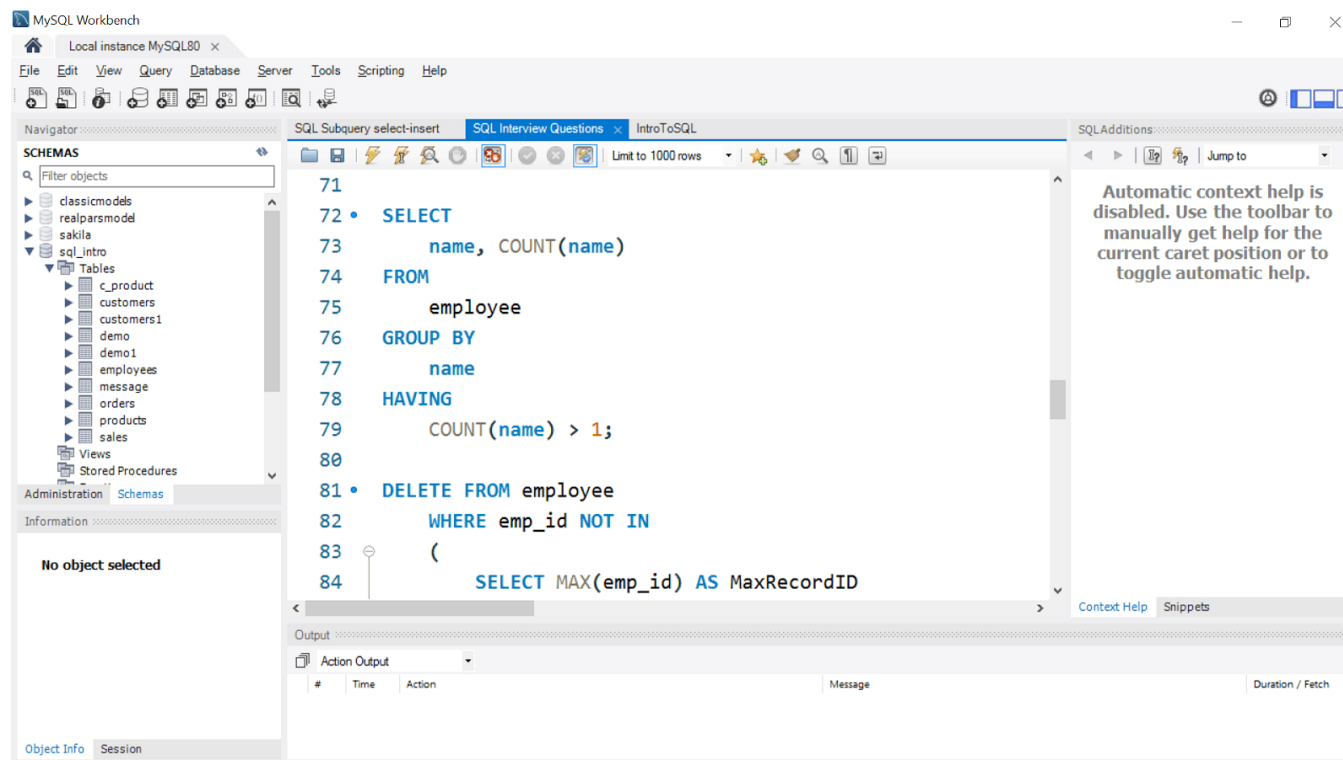 MySQL Workbench
Local instance MySQL80
File Edit View Query Database Server Tools Scripting Help
Navigator
SCHEMAS
Filter objects
classicmodels
realparsmodel
sakila
sql_intro
Tables
c_product
customers
customers1
demo
demo1
employees
message
orders
products
sales
Views
Stored Procedures
Administration Schemas
Information
No object selected
Object Info Session
SQL Subquery select-insert SQL Interview Questions IntroToSQL
Limit to 1000 rows
71
72 SELECT
73 name, COUNT(name)
74 FROM
75 employee
76 GROUP BY
77 name
78 HAVING
79 COUNT(name) > 1;
80
81 DELETE FROM employee
82 WHERE emp_id NOT IN
83 (
84 SELECT MAX(emp_id) AS MaxRecordID
SQLAdditions
Jump to
Automatic context help is
disabled. Use the toolbar to
manually get help for the
current caret position or to
toggle automatic help.
Context Help Snippets
Output
Action Output
# Time Action Message Duration / Fetch